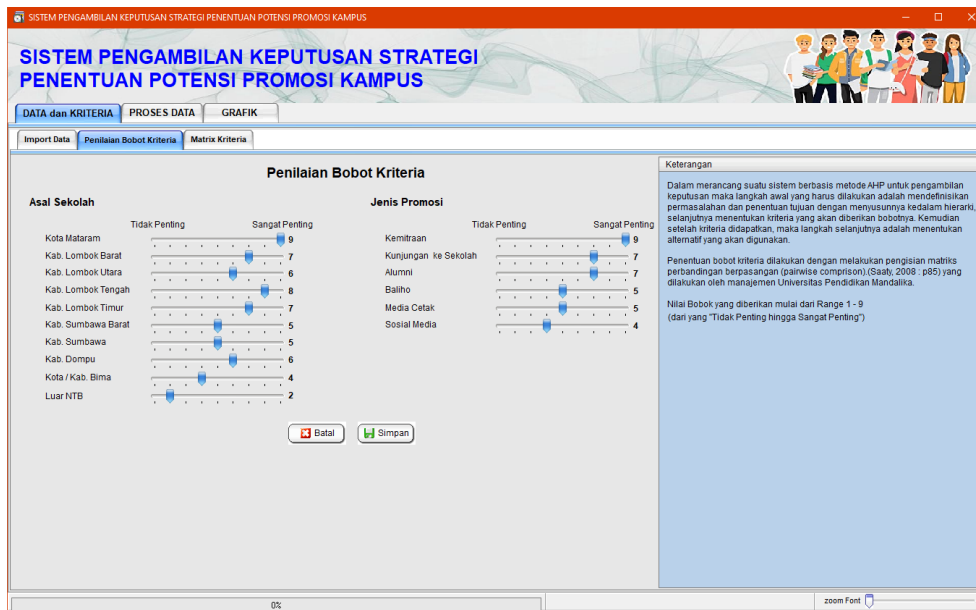 SISTEM PENGAMBILAN KEPUTUSAN STRATEGI PENENTUAN POTENSI PROMOSI KAMPUS
SISTEM PENGAMBILAN KEPUTUSAN STRATEGI
PENENTUAN POTENSI PROMOSI KAMPUS
DATA dan KRITERIA PROSES DATA GRAFIK
Import Data Penilaian Bobot Kriteria Matrix Kriteria
Penilaian Bobot Kriteria
Asal Sekolah
Tidak Penting Sangat Penting
Kota Mataram 9
Kab. Lombok Barat 7
Kab. Lombok Utara 6
Kab. Lombok Tengah 8
Kab. Lombok Timur 7
Kab. Sumbawa Barat 5
Kab. Sumbawa 5
Kab. Dompu 6
Kota / Kab. Bima 4
Luar NTB 2
Jenis Promosi
Tidak Penting Sangat Penting
Kemitraan 9
Kunjungan ke Sekolah 7
Alumni 7
Baliho 5
Media Cetak 5
Sosial Media 4
Batal Simpan
Keterangan
Dalam merancang suatu sistem berbasis metode AHP untuk pengambilan
keputusan maka langkah awal yang harus dilakukan adalah mendefinisikan
permasalahan dan penentuan tujuan dengan menyusunnya kedalam hierarki,
selanjutnya menentukan kriteria yang akan diberikan bobotnya. Kemudian
setelah kriteria didapatkan, maka langkah selanjutnya adalah menentukan
alternatif yang akan digunakan.
Penentuan bobot kriteria dilakukan dengan melakukan pengisian matriks
perbandingan berpasangan (pairwise comprison).(Saaty, 2008 : p85) yang
dilakukan oleh manajemen Universitas Pendidikan Mandalika.
Nilai Bobok yang diberikan mulai dari Range 1 - 9
(dari yang "Tidak Penting hingga Sangat Penting")
0%
zoom Font